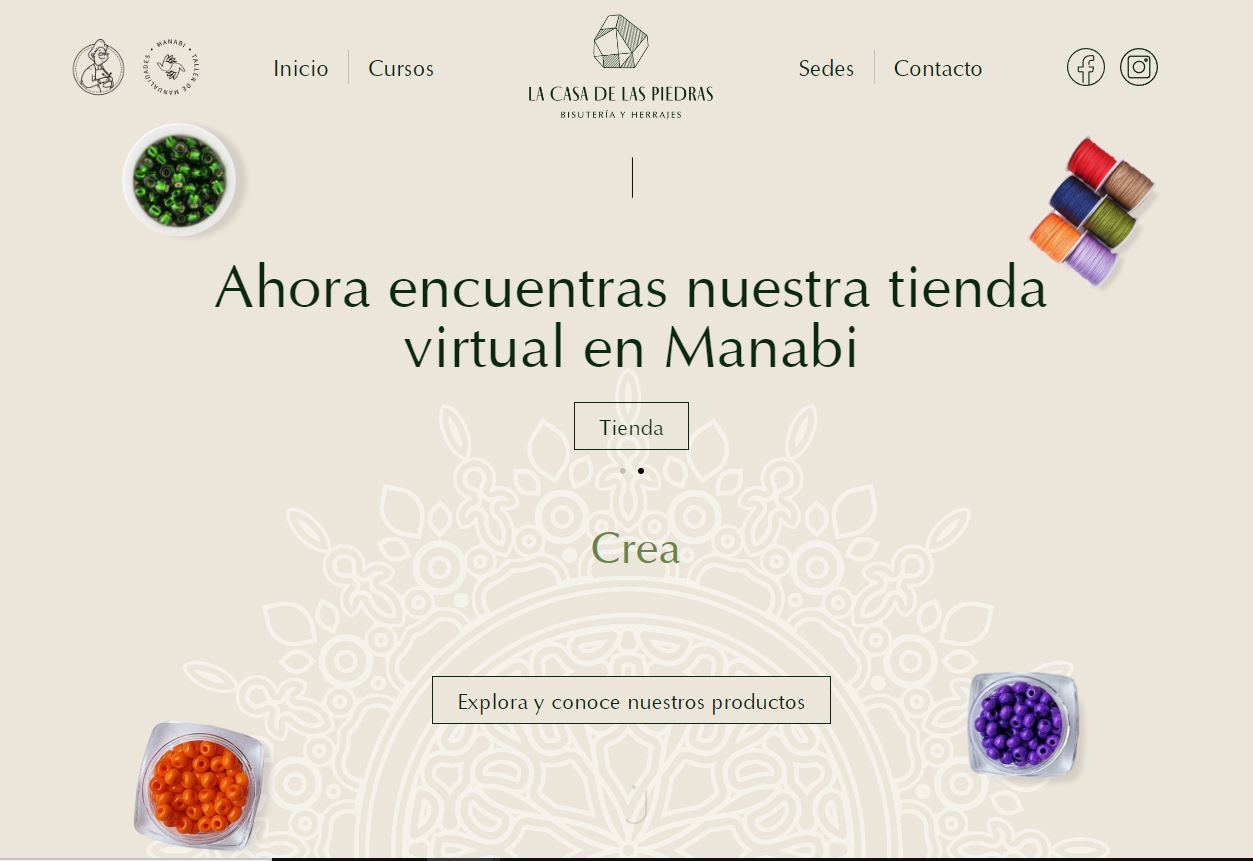 MANABI • TALLER DE MANUALIDADES •
Inicio
Cursos
LA CASA DE LAS PIEDRAS
BISUTERÍA Y HERRAJES
Sedes
Contacto
Ahora encuentras nuestra tienda
virtual en Manabi
Tienda
Crea
Explora y conoce nuestros productos